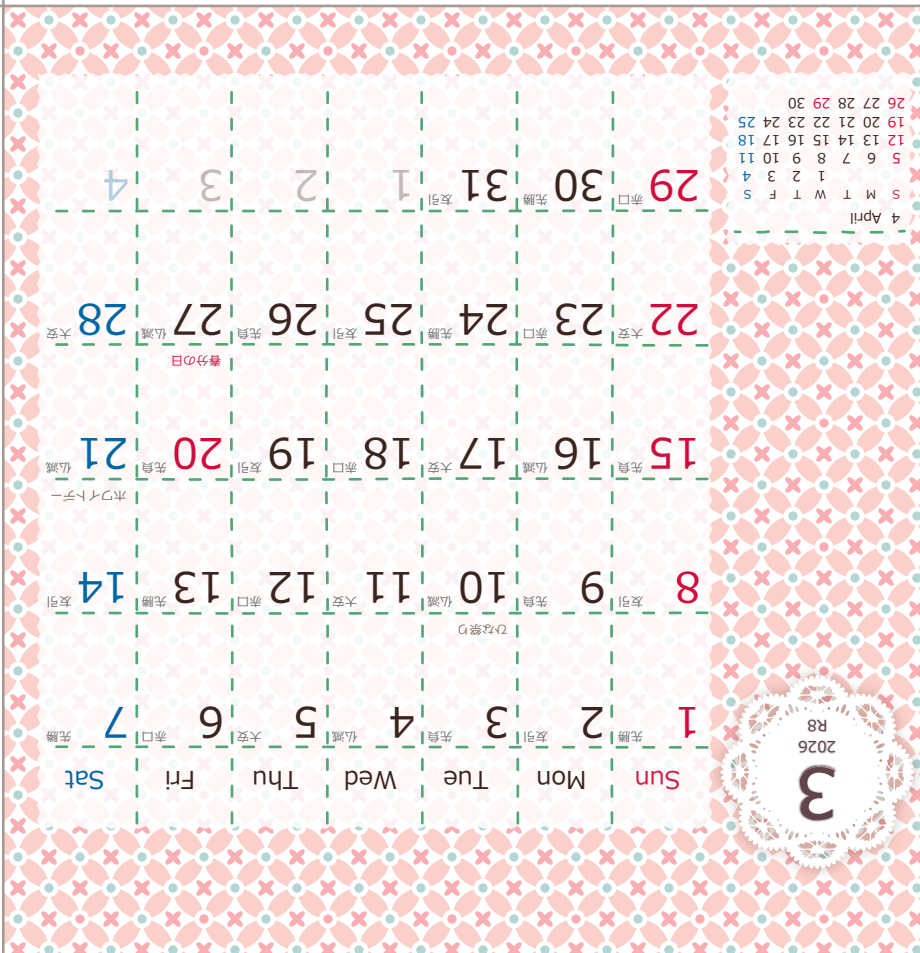 3
2026
R8
Sun Mon Tue Wed Thu Fri Sat
1 先勝 2 友引 3 先負 4 仏滅 5 大安 6 赤口 7 先勝
ひな祭り
8 友引 9 先負 10 仏滅 11 大安 12 赤口 13 先勝 14 友引
ホワイトデー
15 先負 16 仏滅 17 大安 18 赤口 19 友引 20 先負 21 仏滅
春分の日
22 大安 23 赤口 24 先勝 25 友引 26 先負 27 仏滅 28 大安
29 赤口 30 先勝 31 友引 1 2 3 4
4 April
S M T W T F S
1 2 3 4
5 6 7 8 9 10 11
12 13 14 15 16 17 18
19 20 21 22 23 24 25
26 27 28 29 30